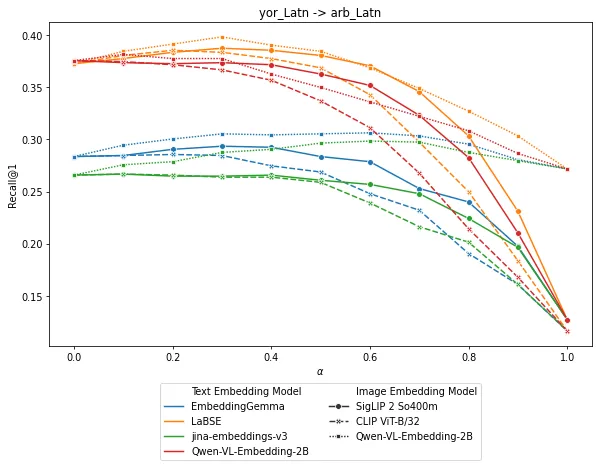 yor_Latn -> arb_Latn
0.40
0.35
0.30
0.25
0.20
0.15
Recall@1
0.0 0.2 0.4 0.6 0.8 1.0
α
Text Embedding Model
EmbeddingGemma
LaBSE
jina-embeddings-v3
Qwen-VL-Embedding-2B
Image Embedding Model
SigLIP 2 So400m
CLIP ViT-B/32
Qwen-VL-Embedding-2B